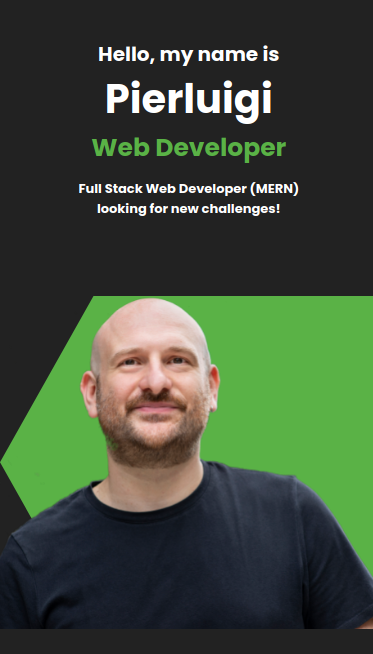 Hello, my name is
Pierluigi
Web Developer
Full Stack Web Developer (MERN)
looking for new challenges!